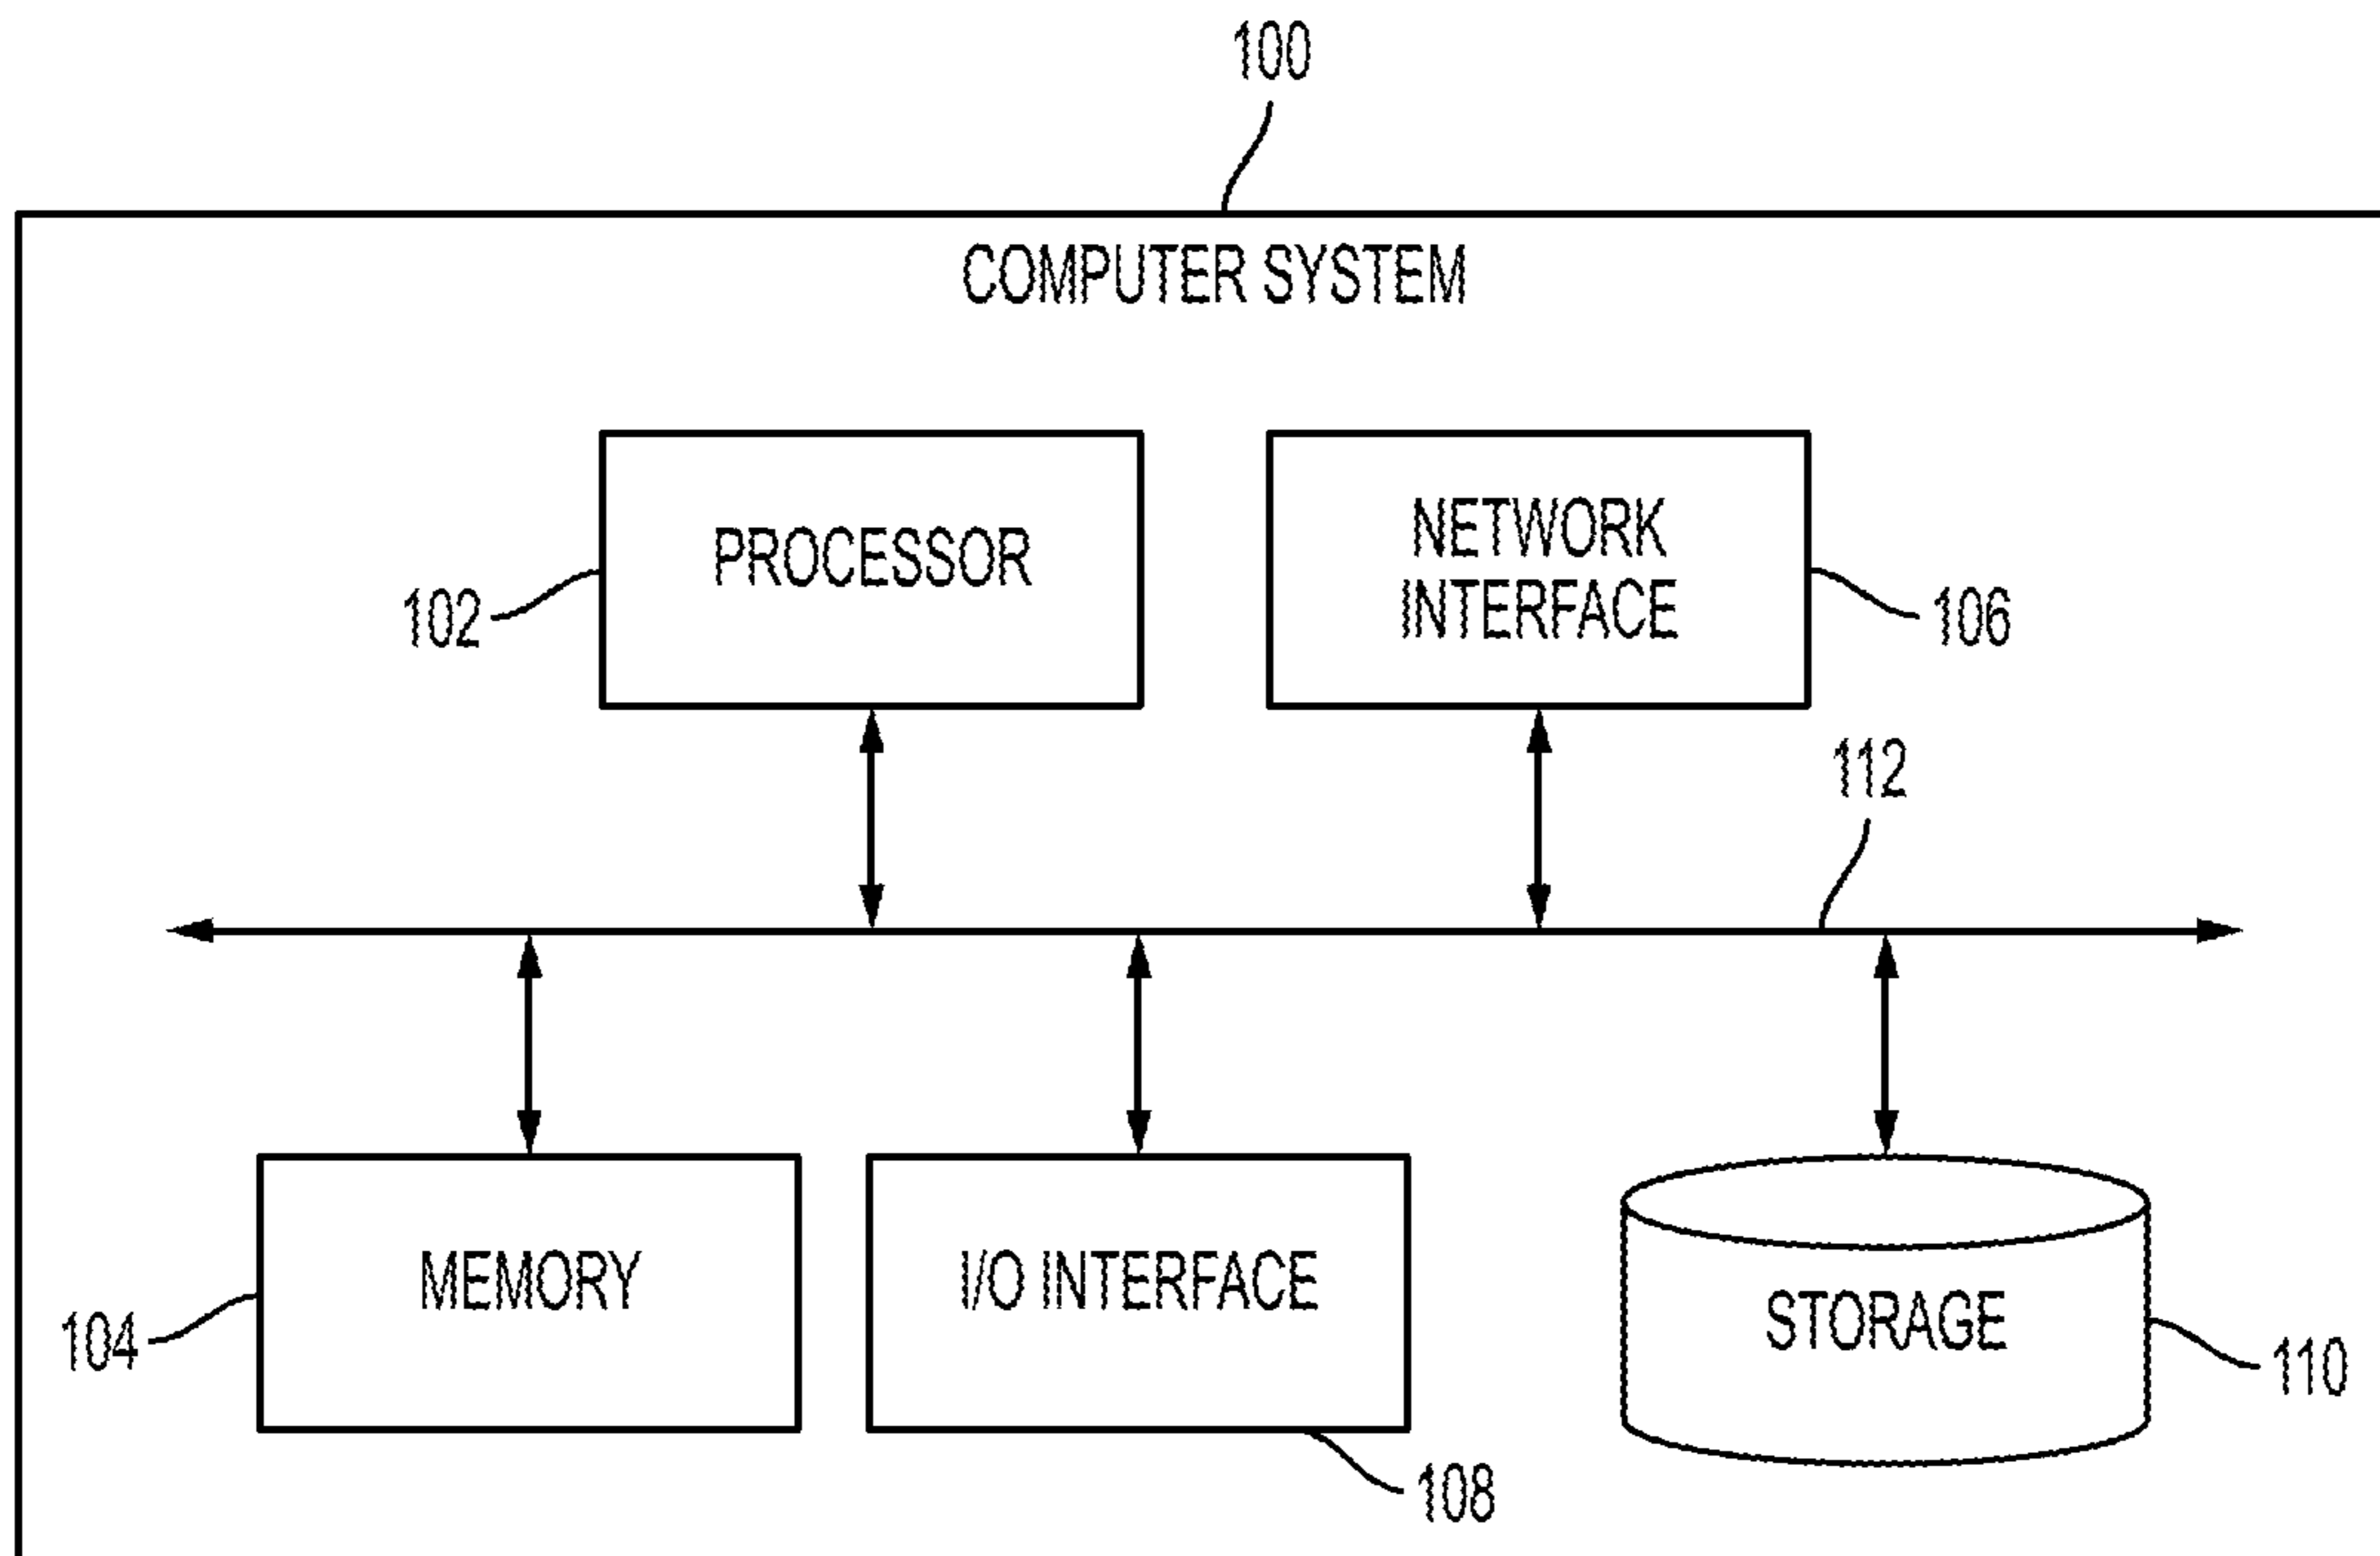 100
COMPUTER SYSTEM
PROCESSOR
NETWORK
INTERFACE
102
106
112
MEMORY
I/O INTERFACE
STORAGE
104
110
108